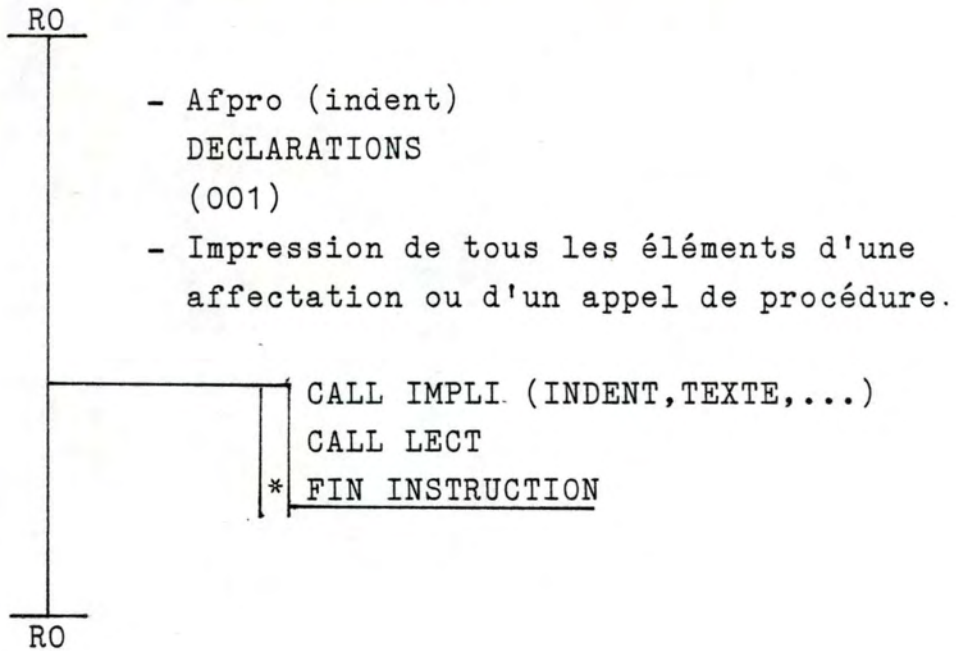 RO
- Afpro (indent)
DECLARATIONS
(001)
- Impression de tous les éléments d'une
affectation ou d'un appel de procédure.
CALL IMPLI (INDENT,TEXTE,...)
CALL LECT
* FIN INSTRUCTION
RO